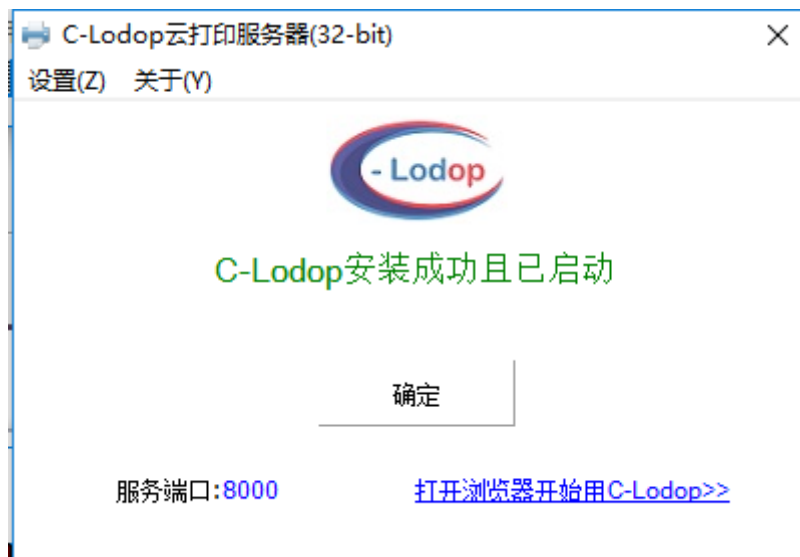 C-Lodop云打印服务器(32-bit)
设置(Z) 关于(Y)
- Lodop
C-Lodop安装成功且已启动
确定
服务端口:8000 打开浏览器开始用C-Lodop>>